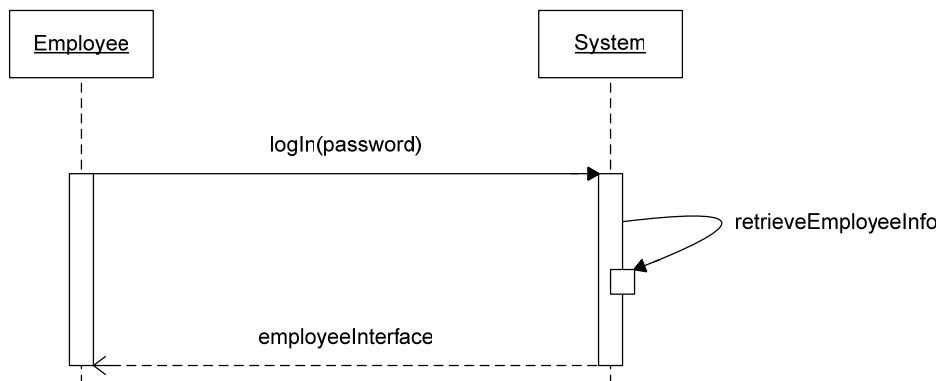 Employee
System
logIn(password)
retrieveEmployeeInfo
employeeInterface